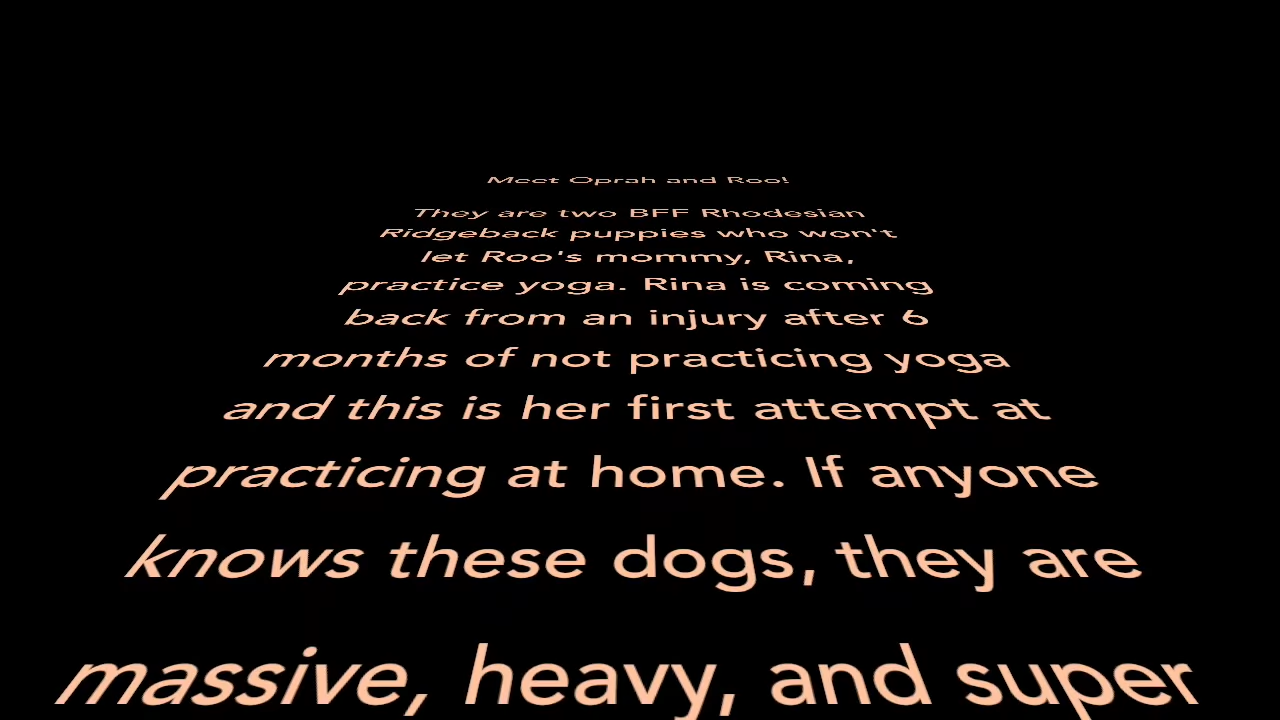 Meet Oprah and Roo!
They are two BFF Rhodesian
Ridgeback puppies who won't
let Roo's mommy, Rina,
practice yoga. Rina is coming
back from an injury after 6
months of not practicing yoga
and this is her first attempt at
practicing at home. If anyone
knows these dogs, they are
massive, heavy, and super